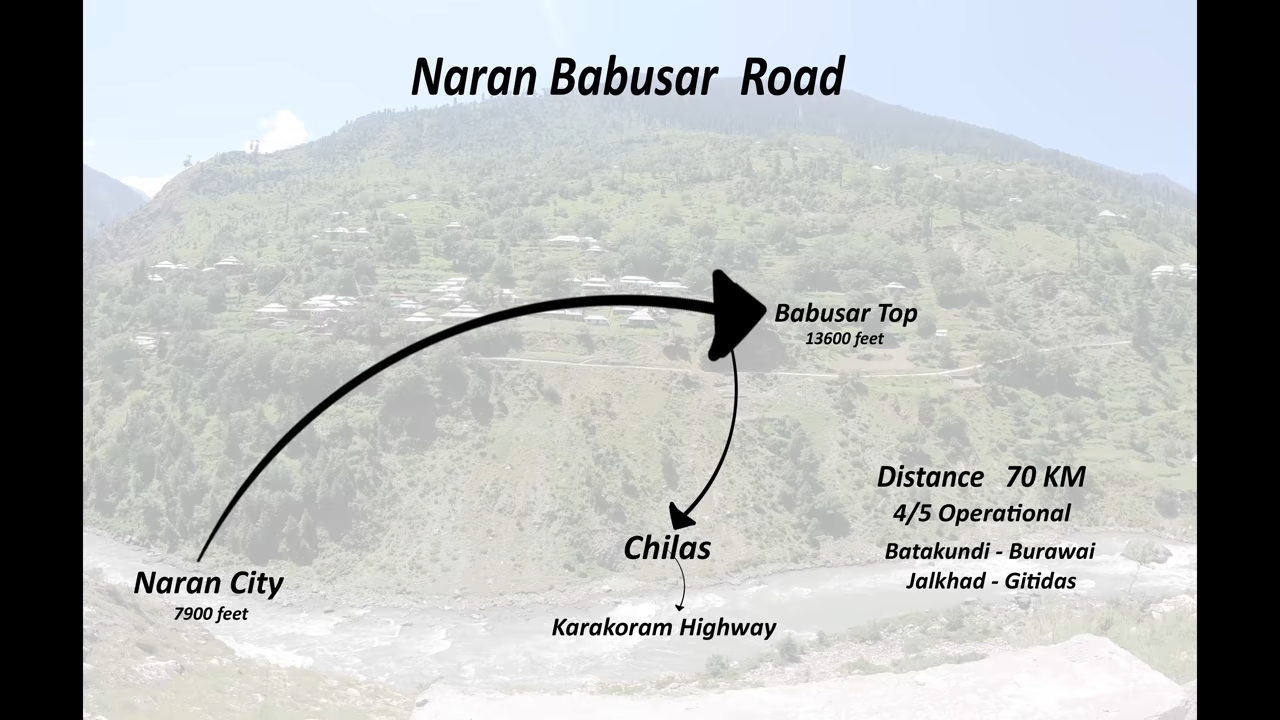 Naran Babusar Road
Babusar Top
13600 feet
Distance 70 KM
4/5 Operational
Batakundi - Burawai
Jalkhad - Gitidas
Chilas
Naran City
7900 feet
Karakoram Highway